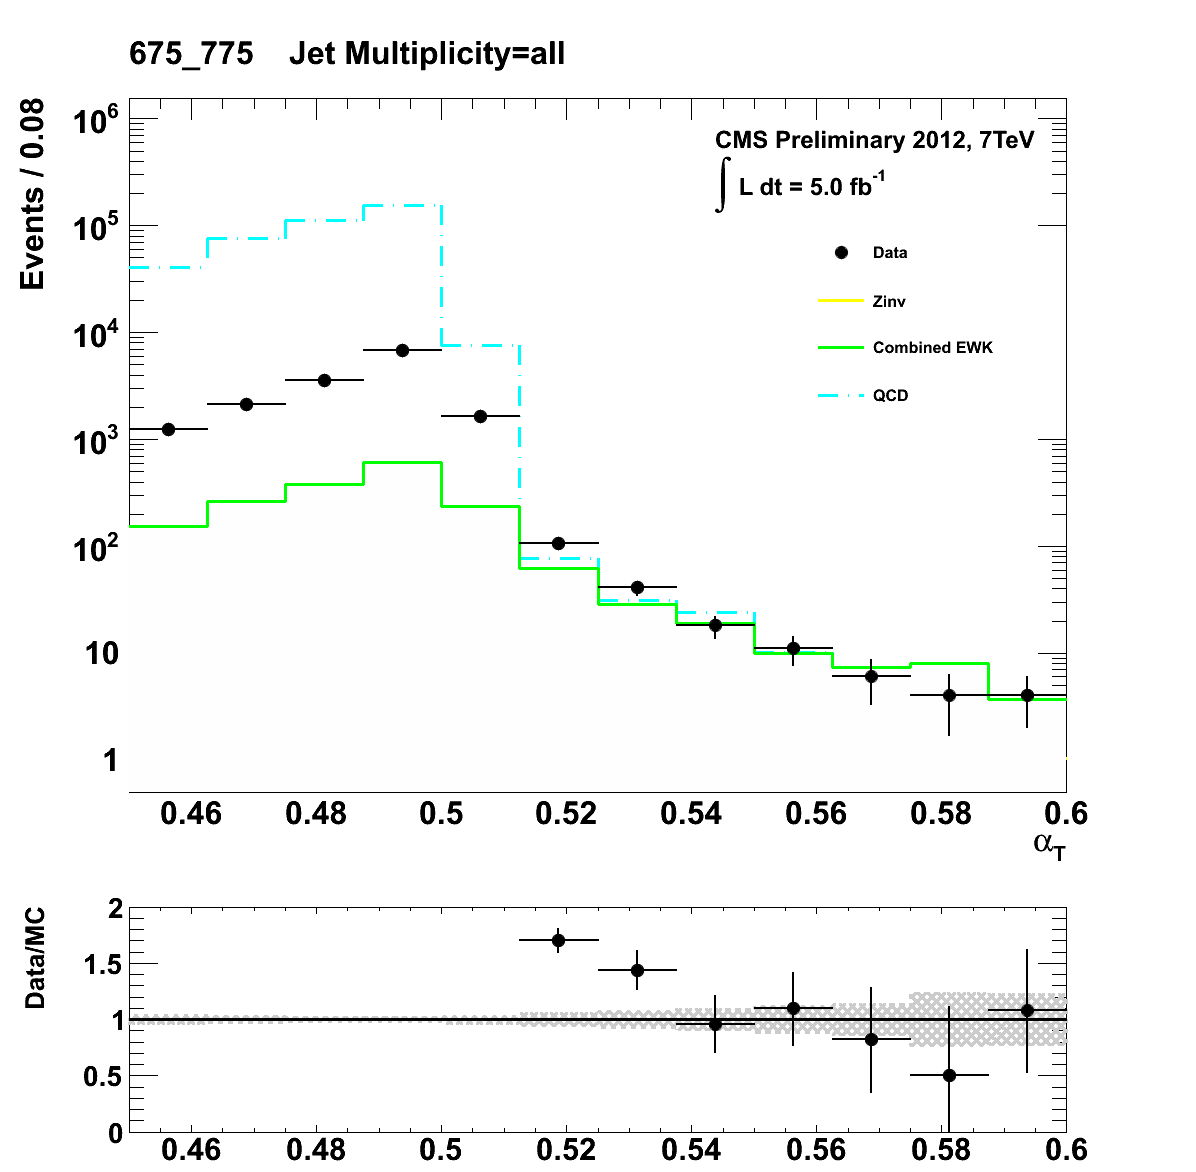 675_775 Jet Multiplicity=all
Events / 0.08
10^6
10^5
10^4
10^3
10^2
10
1
CMS Preliminary 2012, 7TeV
∫ L dt = 5.0 fb^-1
Data
Zinv
Combined EWK
QCD
0.46 0.48 0.5 0.52 0.54 0.56 0.58 0.6
α_T
Data/MC
2
1.5
1
0.5
0
0.46 0.48 0.5 0.52 0.54 0.56 0.58 0.6